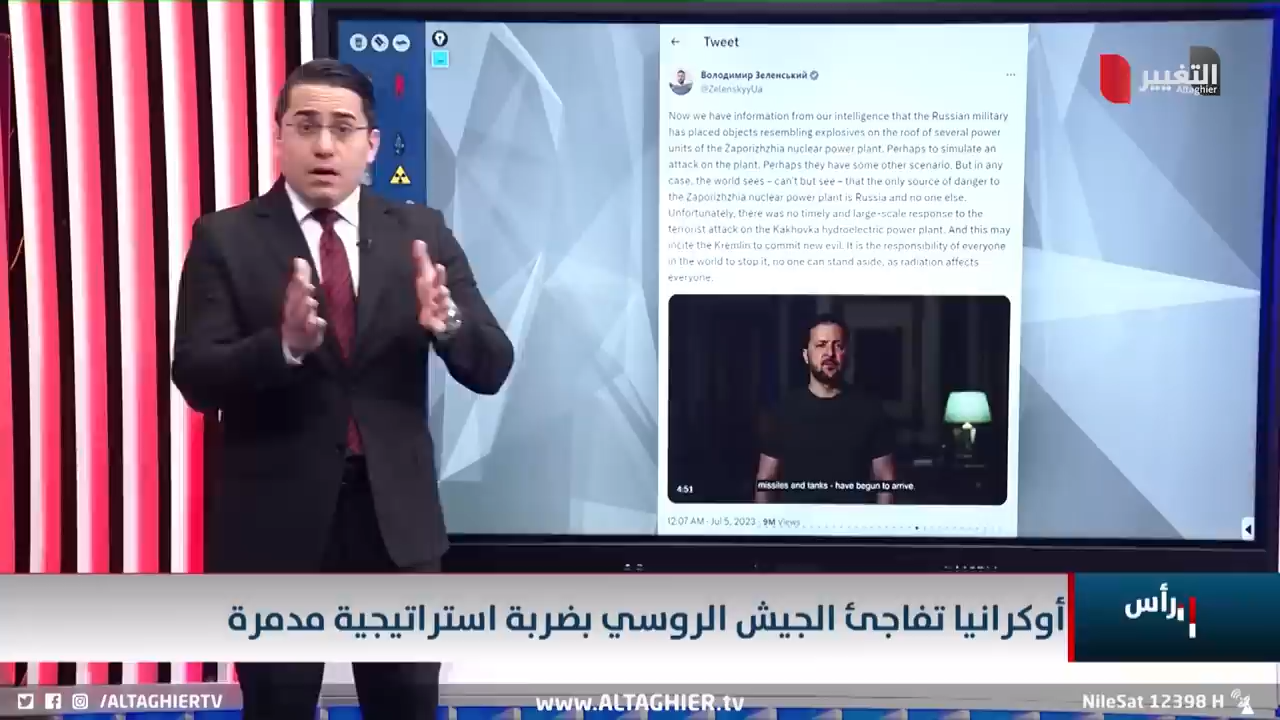 Tweet
Володимир Зеленський
@ZelenskyyUa
Now we have information from our intelligence that the Russian military
has placed objects resembling explosives on the roof of several power
units of the Zaporizhzhia nuclear power plant. Perhaps to simulate an
attack on the plant. Perhaps they have some other scenario. But in any
case, the world sees – can't but see – that the only source of danger to
the Zaporizhzhia nuclear power plant is Russia and no one else.
Unfortunately, there was no timely and large-scale response to the
terrorist attack on the Kakhovka hydroelectric power plant. And this may
incite the Kremlin to commit new evil. It is the responsibility of everyone
in the world to stop it, no one can stand aside, as radiation affects
everyone.
missiles and tanks - have begun to arrive.
4:51
12:07 AM · Jul 5, 2023 · 9M Views
التغيير
Altaghier
رأس
أوكرانيا تفاجئ الجيش الروسي بضربة استراتيجية مدمرة
/ALTAGHIERTV
www.ALTAGHIER.tv
NileSat 12398 H